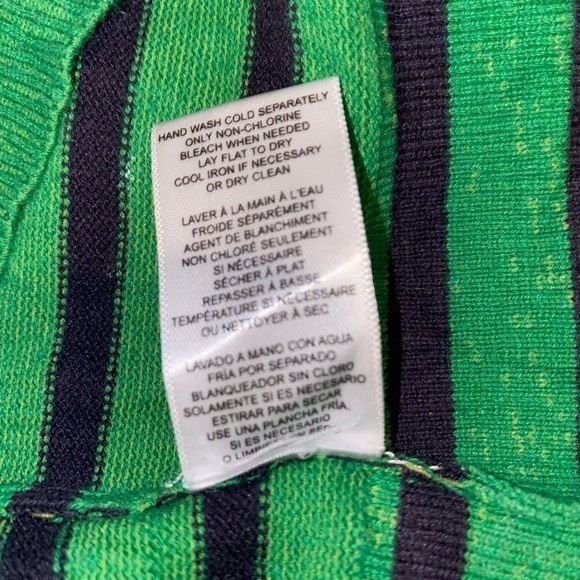 HAND WASH COLD SEPARATELY
ONLY NON-CHLORINE
BLEACH WHEN NEEDED
LAY FLAT TO DRY
COOL IRON IF NECESSARY
OR DRY CLEAN
LAVER À LA MAIN À L'EAU
FROIDE SÉPARÉMENT
AGENT DE BLANCHIMENT
NON CHLORÉ SEULEMENT
SI NÉCESSAIRE
SÉCHER À PLAT
REPASSER À BASSE
TEMPÉRATURE SI NÉCESSAIRE
OU NETTOYER À SEC
LAVADO A MANO CON AGUA
FRÍA POR SEPARADO
BLANQUEADOR SIN CLORO
SOLAMENTE SI ES NECESARIO
ESTIRAR PARA SECAR
USE UNA PLANCHA FRÍA
SI ES NECESARIO
O